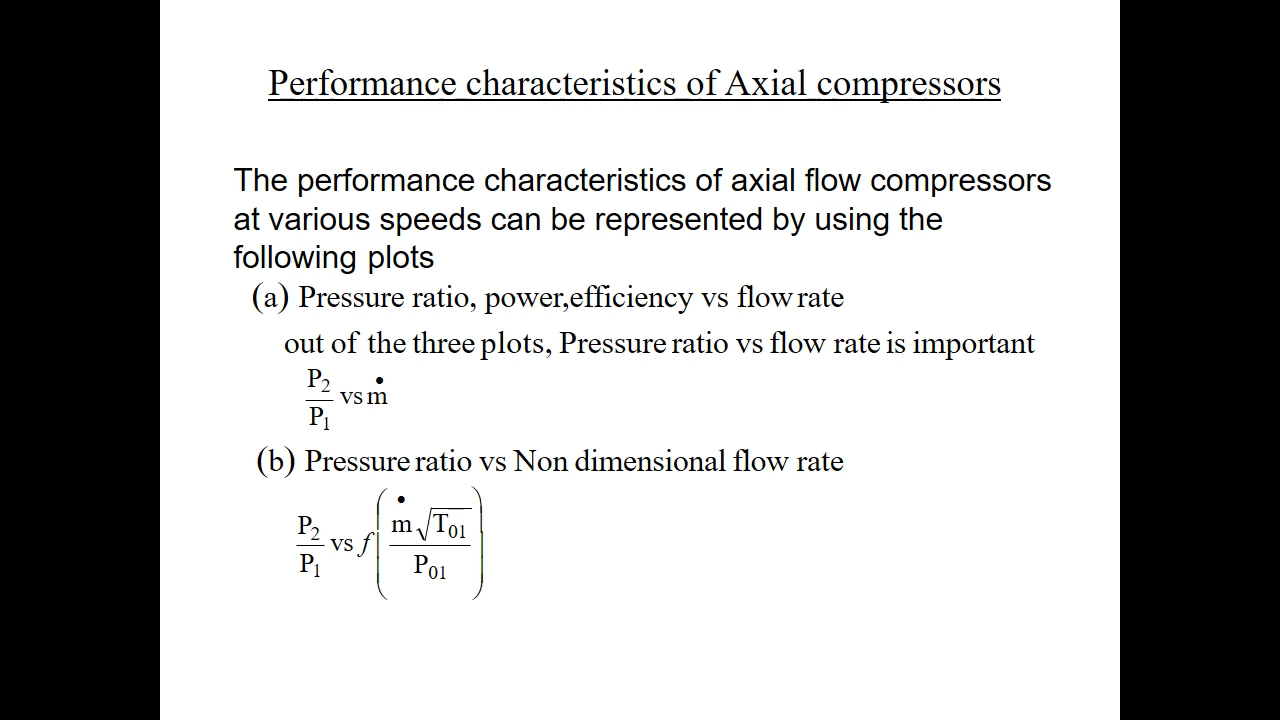 Performance characteristics of Axial compressors
The performance characteristics of axial flow compressors
at various speeds can be represented by using the
following plots
(a) Pressure ratio, power,efficiency vs flow rate
out of the three plots, Pressure ratio vs flow rate is important
P₂/P₁ vs ṁ
(b) Pressure ratio vs Non dimensional flow rate
P₂/P₁ vs f(ṁ√T₀₁/P₀₁)